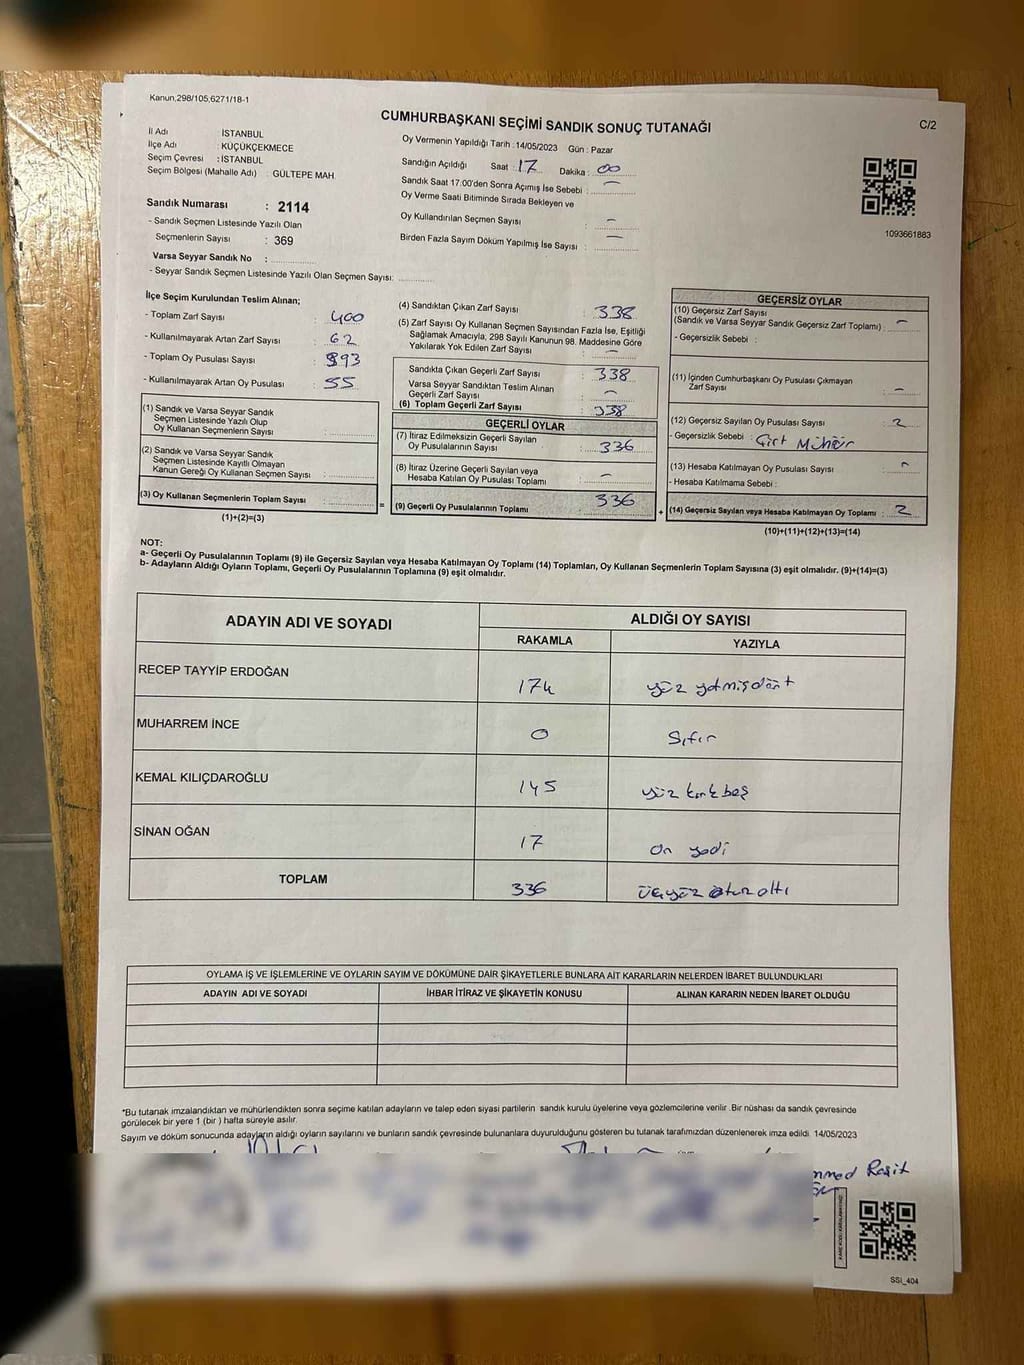 Kanun;298/105,6271/18-1
CUMHURBAŞKANI SEÇİMİ SANDIK SONUÇ TUTANAĞI
C/2
İl Adı İSTANBUL
İlçe Adı : KÜÇÜKÇEKMECE
Seçim Çevresi : İSTANBUL
Seçim Bölgesi (Mahalle Adı) : GÜLTEPE MAH.
Sandık Numarası : 2114
- Sandık Seçmen Listesinde Yazılı Olan
Seçmenlerin Sayısı : 369
Varsa Seyyar Sandık No :
- Seyyar Sandık Seçmen Listesinde Yazılı Olan Seçmen Sayısı:
Oy Vermenin Yapıldığı Tarih : 14/05/2023 Gün : Pazar
Sandığın Açıldığı Saat : 17 Dakika : 00
Sandık Saat 17.00'den Sonra Açımış İse Sebebi : —
Oy Verme Saati Bitiminde Sırada Bekleyen ve
Oy Kullandırılan Seçmen Sayısı : —
Birden Fazla Sayım Döküm Yapılmış İse Sayısı : —
1093661883
İlçe Seçim Kurulundan Teslim Alınan;
- Toplam Zarf Sayısı : 400
- Kullanılmayarak Artan Zarf Sayısı : 62
- Toplam Oy Pusulası Sayısı : 393
- Kullanılmayarak Artan Oy Pusulası : 55
(1) Sandık ve Varsa Seyyar Sandık
Seçmen Listesinde Yazılı Olup
Oy Kullanan Seçmenlerin Sayısı :
(2) Sandık ve Varsa Seyyar Sandık
Seçmen Listesinde Kayıtlı Olmayan
Kanun Gereği Oy Kullanan Seçmen Sayısı :
(3) Oy Kullanan Seçmenlerin Toplam Sayısı :
(1)+(2)=(3)
(4) Sandıktan Çıkan Zarf Sayısı : 338
(5) Zarf Sayısı Oy Kullanan Seçmen Sayısından Fazla İse, Eşitliği
Sağlamak Amacıyla, 298 Sayılı Kanunun 98. Maddesine Göre
Yakılarak Yok Edilen Zarf Sayısı : —
Sandıkta Çıkan Geçerli Zarf Sayısı : 338
Varsa Seyyar Sandıktan Teslim Alınan
Geçerli Zarf Sayısı : —
(6) Toplam Geçerli Zarf Sayısı : 338
GEÇERLİ OYLAR
(7) İtiraz Edilmeksizin Geçerli Sayılan
Oy Pusulalarının Sayısı : 336
(8) İtiraz Üzerine Geçerli Sayılan veya
Hesaba Katılan Oy Pusulası Toplamı : —
= (9) Geçerli Oy Pusulalarının Toplamı : 336
GEÇERSİZ OYLAR
(10) Geçersiz Zarf Sayısı
(Sandık ve Varsa Seyyar Sandık Geçersiz Zarf Toplamı) : —
- Geçersizlik Sebebi :
(11) İçinden Cumhurbaşkanı Oy Pusulası Çıkmayan
Zarf Sayısı : —
(12) Geçersiz Sayılan Oy Pusulası Sayısı : 2
- Geçersizlik Sebebi : Çirt Mühür
(13) Hesaba Katılmayan Oy Pusulası Sayısı : —
- Hesaba Katılmama Sebebi :
+ (14) Geçersiz Sayılan veya Hesaba Katılmayan Oy Toplamı : 2
(10)+(11)+(12)+(13)=(14)
NOT:
a- Geçerli Oy Pusulalarının Toplamı (9) ile Geçersiz Sayılan veya Hesaba Katılmayan Oy Toplamı (14) Toplamları, Oy Kullanan Seçmenlerin Toplam Sayısına (3) eşit olmalıdır. (9)+(14)=(3)
b- Adayların Aldığı Oyların Toplamı, Geçerli Oy Pusulalarının Toplamına (9) eşit olmalıdır.
ADAYIN ADI VE SOYADI ALDIĞI OY SAYISI
RAKAMLA YAZIYLA
RECEP TAYYİP ERDOĞAN 174 yüz yetmişdört
MUHARREM İNCE 0 Sıfır
KEMAL KILIÇDAROĞLU 145 yüz kırk beş
SİNAN OĞAN 17 On yedi
TOPLAM 336 üçyüz otuz altı
OYLAMA İŞ VE İŞLEMLERİNE VE OYLARIN SAYIM VE DÖKÜMÜNE DAİR ŞİKAYETLERLE BUNLARA AİT KARARLARIN NELERDEN İBARET BULUNDUKLARI
ADAYIN ADI VE SOYADI İHBAR İTİRAZ VE ŞİKAYETİN KONUSU ALINAN KARARIN NEDEN İBARET OLDUĞU
*Bu tutanak imzalandıktan ve mühürlendikten sonra seçime katılan adayların ve talep eden siyasi partilerin sandık kurulu üyelerine veya gözlemcilerine verilir .Bir nüshası da sandık çevresinde
görülecek bir yere 1 (bir ) hafta süreyle asılır.
Sayım ve döküm sonucunda adayların aldığı oyların sayılarını ve bunların sandık çevresinde bulunanlara duyurulduğunu gösteren bu tutanak tarafımızdan düzenlenerek imza edildi. 14/05/2023
mmed Raşit
SSİ_404